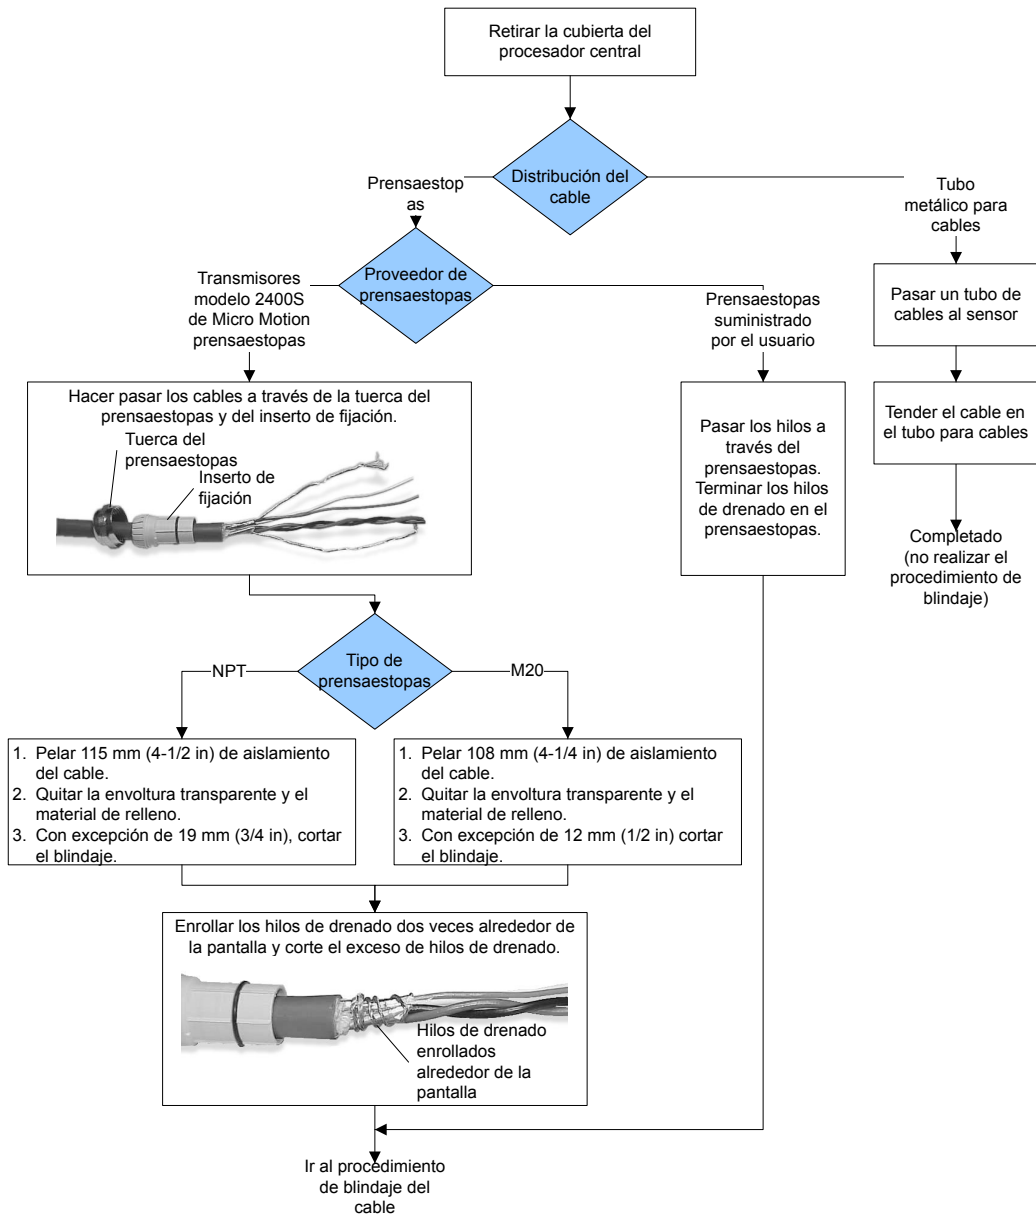 Retirar la cubierta del
procesador central
Distribución del
cable
Prensaestop
as
Tubo
metálico para
cables
Proveedor de
prensaestopas
Transmisores
modelo 2400S
de Micro Motion
prensaestopas
Prensaestopas
suministrado
por el usuario
Pasar un tubo de
cables al sensor
Hacer pasar los cables a través de la tuerca del
prensaestopas y del inserto de fijación.
Tuerca del
prensaestopas
Inserto de
fijación
Pasar los hilos a
través del
prensaestopas.
Terminar los hilos
de drenado en el
prensaestopas.
Tender el cable en
el tubo para cables
Completado
(no realizar el
procedimiento de
blindaje)
Tipo de
prensaestopas
NPT
M20
1. Pelar 115 mm (4-1/2 in) de aislamiento
del cable.
2. Quitar la envoltura transparente y el
material de relleno.
3. Con excepción de 19 mm (3/4 in), cortar
el blindaje.
1. Pelar 108 mm (4-1/4 in) de aislamiento
del cable.
2. Quitar la envoltura transparente y el
material de relleno.
3. Con excepción de 12 mm (1/2 in) cortar
el blindaje.
Enrollar los hilos de drenado dos veces alrededor de
la pantalla y corte el exceso de hilos de drenado.
Hilos de drenado
enrollados
alrededor de la
pantalla
Ir al procedimiento
de blindaje del
cable